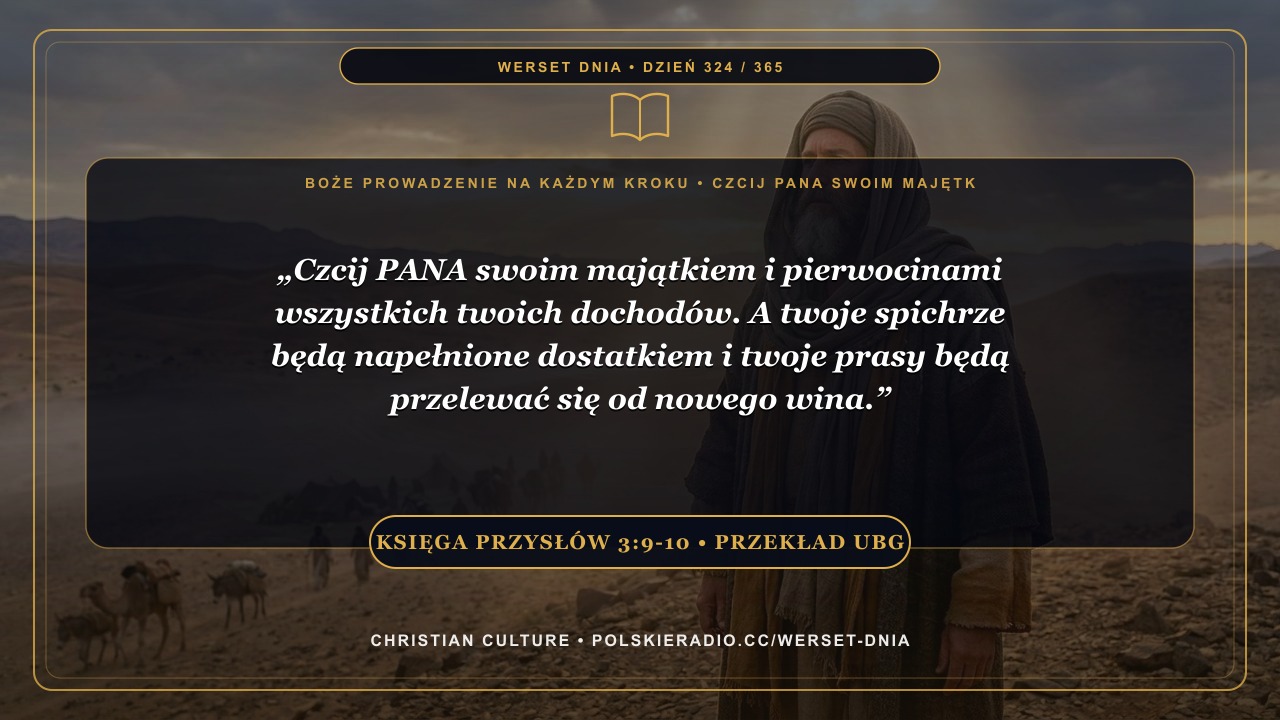 WERSET DNIA • DZIEŃ 324 / 365
BOŻE PROWADZENIE NA KAŻDYM KROKU • CZCIJ PANA SWOIM MAJĘTK
„Czcij PANA swoim majątkiem i pierwocinami
wszystkich twoich dochodów. A twoje spichrze
będą napełnione dostatkiem i twoje prasy będą
przelewać się od nowego wina.”
KSIĘGA PRZYSŁÓW 3:9-10 • PRZEKŁAD UBG
CHRISTIAN CULTURE • POLSKIERADIO.CC/WERSET-DNIA